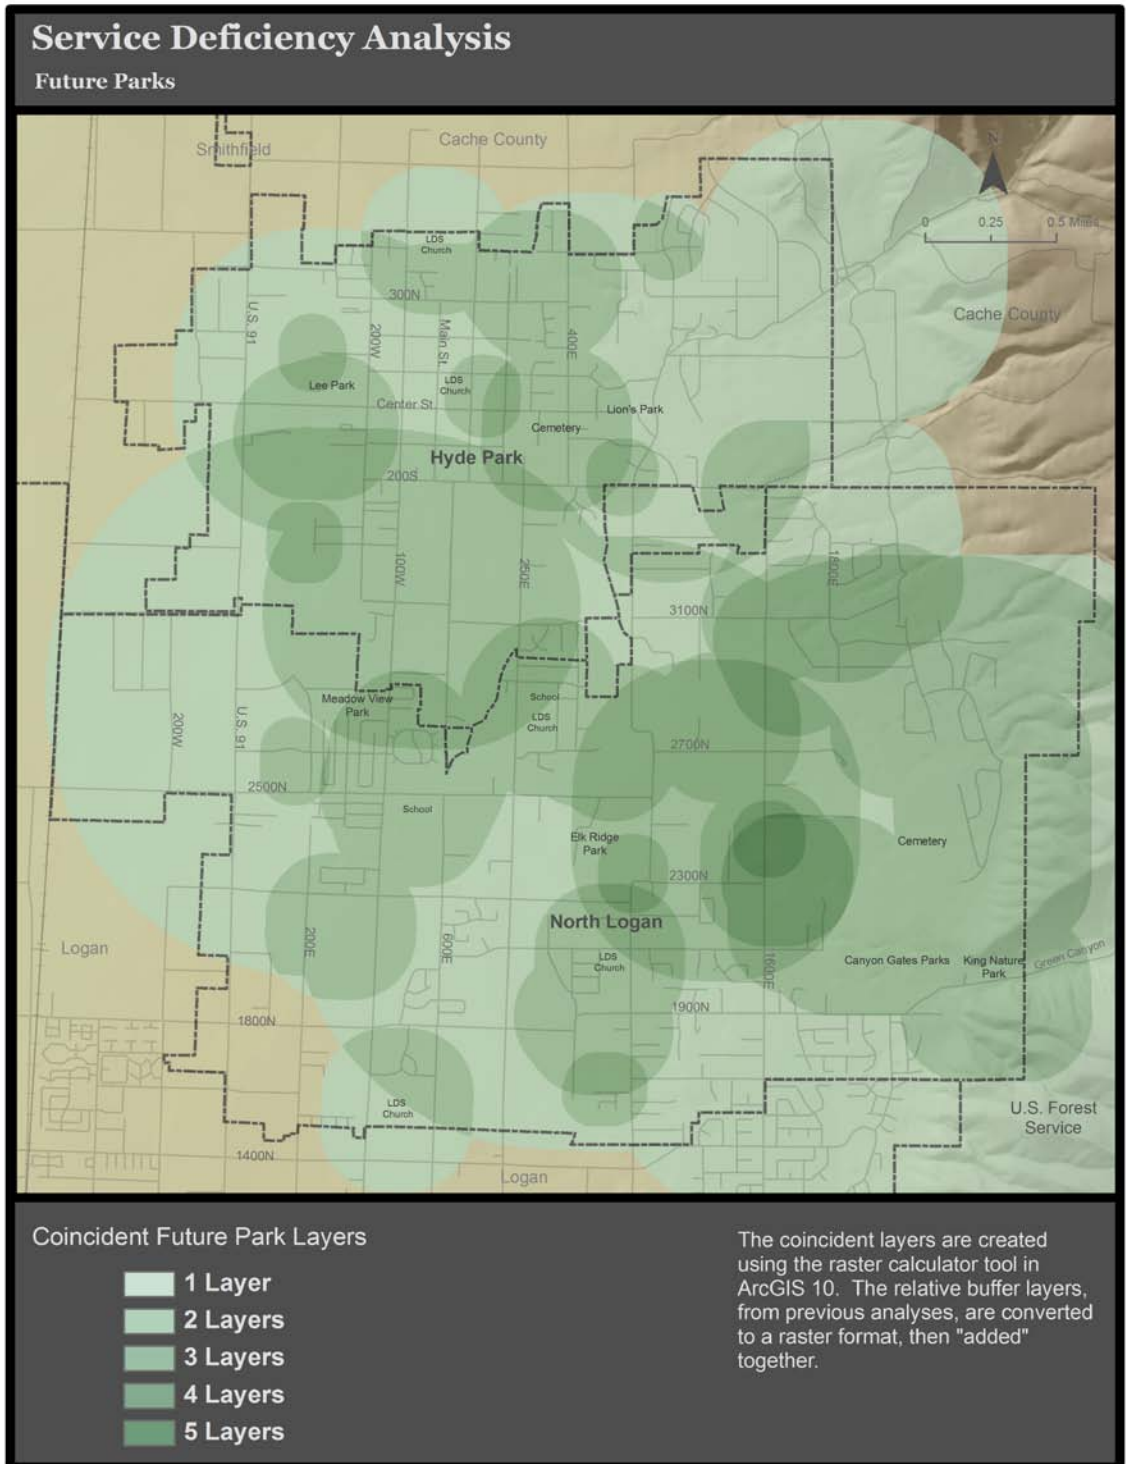 Service Deficiency Analysis
Future Parks
Smithfield
Cache County
N
0 0.25 0.5 Miles
LDS
Church
300N
U.S. 91
200W
Main St.
400E
Cache County
Lee Park
LDS
Church
Center St.
Lion's Park
Cemetery
Hyde Park
200S
100W
250E
1600E
3100N
Meadow View
Park
School
LDS
Church
200W
U.S. 91
2700N
2500N
School
Elk Ridge
Park
Cemetery
2300N
North Logan
Logan
200E
600E
LDS
Church
1600E
Canyon Gates Parks
King Nature
Park
Green Canyon
1900N
1800N
LDS
Church
U.S. Forest
Service
1400N
Logan
Coincident Future Park Layers
1 Layer
2 Layers
3 Layers
4 Layers
5 Layers
The coincident layers are created
using the raster calculator tool in
ArcGIS 10. The relative buffer layers,
from previous analyses, are converted
to a raster format, then "added"
together.